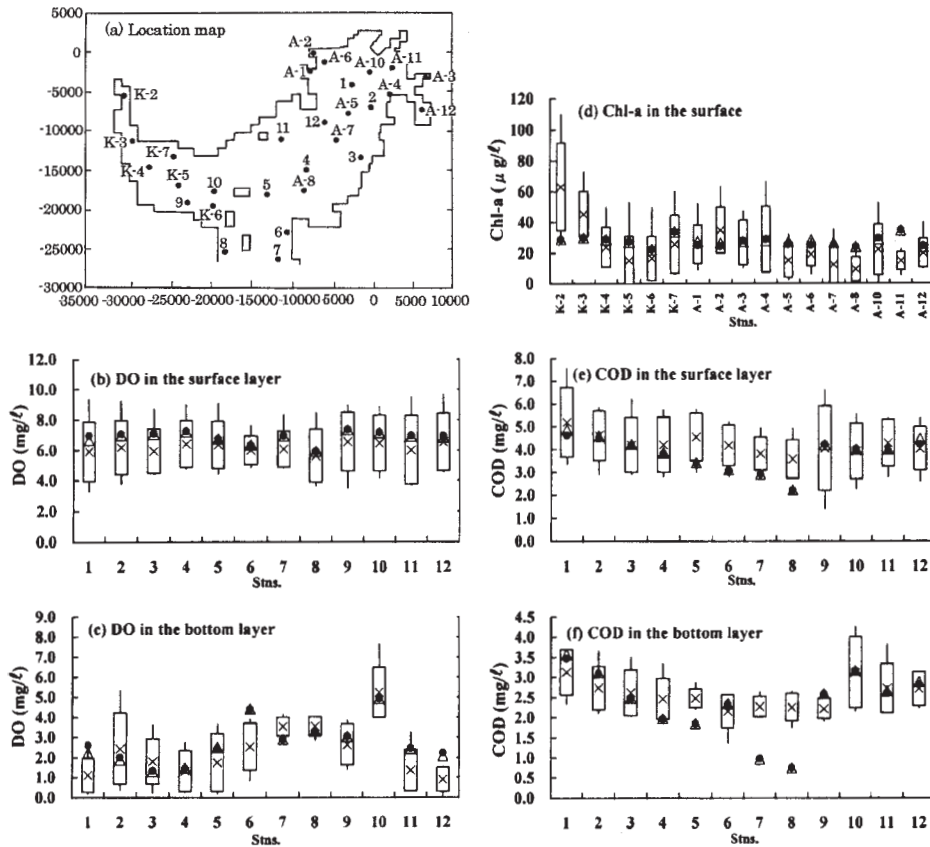 (a) Location map
5000
0
-5000
-10000
-15000
-20000
-25000
-30000
35000 -30000 -25000 -20000 -15000 -10000 -5000 0 5000 10000
A-2
A-6
A-11
A-10
A-1
A-3
K-2
1
A-4
A-5
2
A-12
12
A-7
11
K-3
K-7
3
K-4
4
K-5
A-8
10
5
9
K-6
6
8
7
(d) Chl-a in the surface
Chl-a (μg/ℓ)
120
100
80
60
40
20
0
K-2 K-3 K-4 K-5 K-6 K-7 A-1 A-2 A-3 A-4 A-5 A-6 A-7 A-8 A-10 A-11 A-12
Stns.
(b) DO in the surface layer
DO (mg/ℓ)
12.0
10.0
8.0
6.0
4.0
2.0
0.0
1 2 3 4 5 6 7 8 9 10 11 12
Stns.
(e) COD in the surface layer
COD (mg/ℓ)
8.0
7.0
6.0
5.0
4.0
3.0
2.0
1.0
0.0
1 2 3 4 5 6 7 8 9 10 11 12
Stns.
(c) DO in the bottom layer
DO (mg/ℓ)
9.0
8.0
7.0
6.0
5.0
4.0
3.0
2.0
1.0
0.0
1 2 3 4 5 6 7 8 9 10 11 12
Stns.
(f) COD in the bottom layer
COD (mg/ℓ)
4.5
4.0
3.5
3.0
2.5
2.0
1.5
1.0
0.5
0.0
1 2 3 4 5 6 7 8 9 10 11 12
Stns.